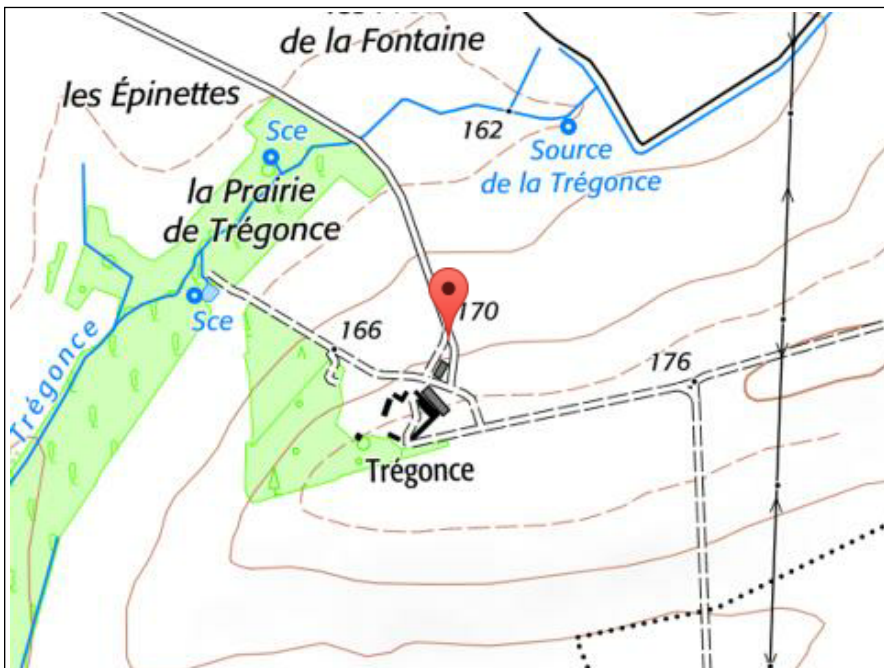 de la Fontaine
les Épinettes
Sce
162
Source
de la Trégonce
la Prairie
de Trégonce
Sce
170
166
176
Trégonce
Trégonce